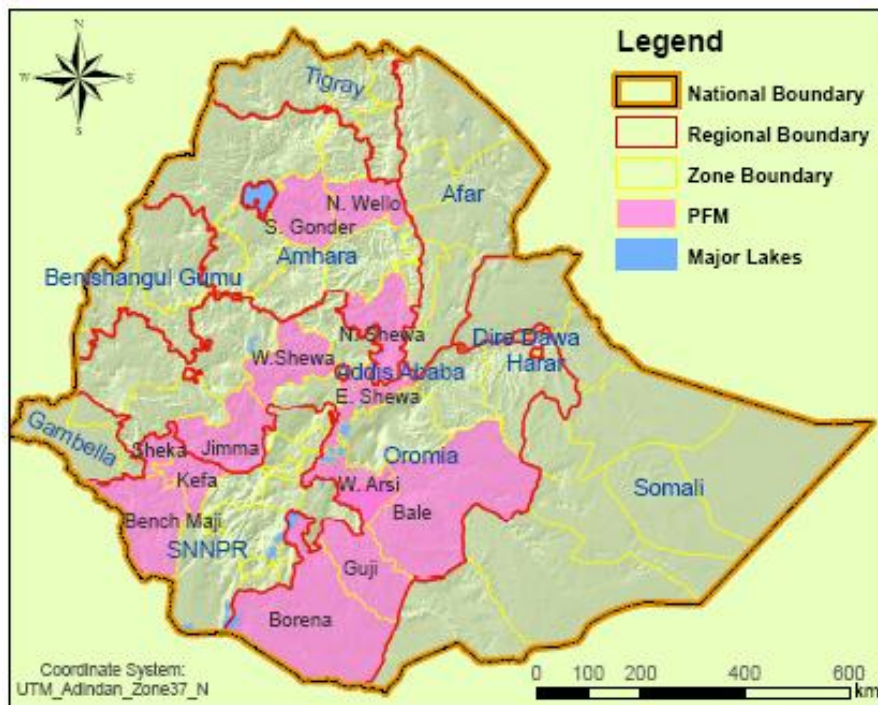 N
W
E
S
Legend
National Boundary
Regional Boundary
Zone Boundary
PFM
Major Lakes
Tigray
Afar
N. Wello
S. Gonder
Amhara
Benishangul Gumu
N. Shewa
Dire Dawa
W.Shewa
Harar
Addis Ababa
E. Shewa
Gambella
Sheka
Jimma
Oromia
Kefa
W. Arsi
Somali
Bale
Bench Maji
SNNPR
Guji
Borena
Coordinate System:
UTM_Adindan_Zone37_N
0 100 200 400 600
km